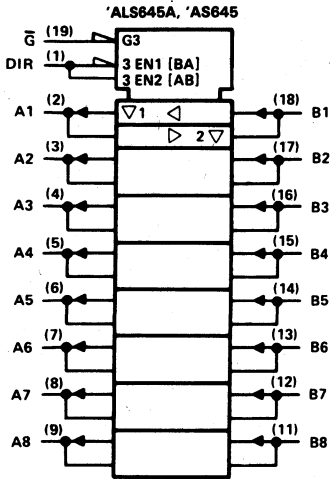 'ALS645A, 'AS645
G̅ (19) G3
DIR (1) 3 EN1 [BA]
3 EN2 [AB]
A1 (2) ▽1 ◁ (18) B1
▷ 2▽
A2 (3) (17) B2
A3 (4) (16) B3
A4 (5) (15) B4
A5 (6) (14) B5
A6 (7) (13) B6
A7 (8) (12) B7
A8 (9) (11) B8